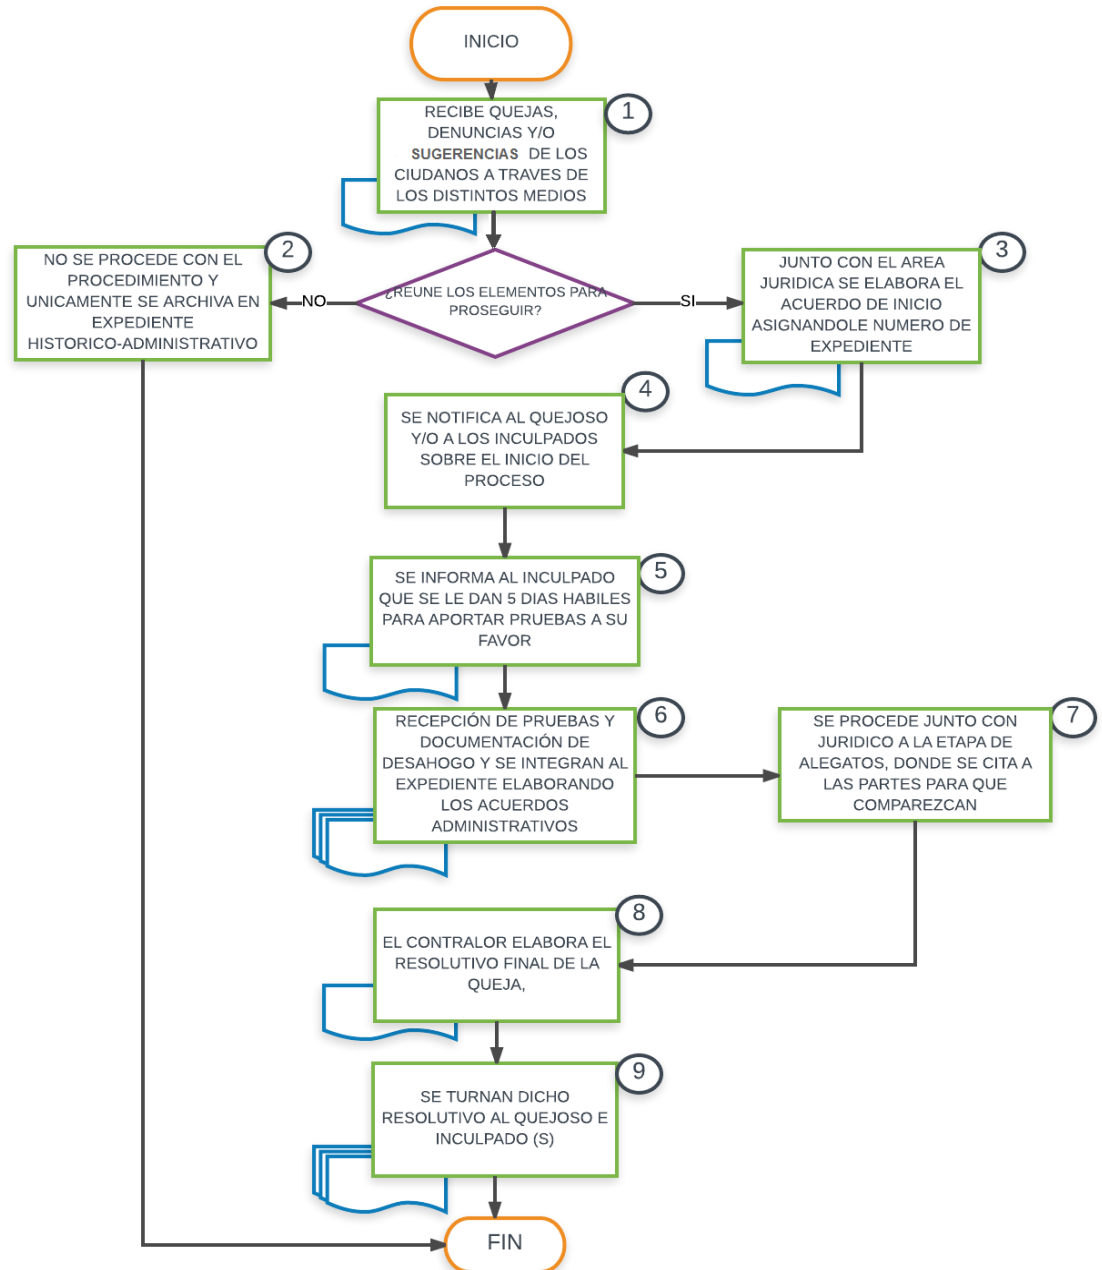 INICIO
1
RECIBE QUEJAS,
DENUNCIAS Y/O
SUGERENCIAS DE LOS
CIUDANOS A TRAVES DE
LOS DISTINTOS MEDIOS
¿REUNE LOS ELEMENTOS PARA
PROSEGUIR?
NO
SI
2
NO SE PROCEDE CON EL
PROCEDIMIENTO Y
UNICAMENTE SE ARCHIVA EN
EXPEDIENTE
HISTORICO-ADMINISTRATIVO
3
JUNTO CON EL AREA
JURIDICA SE ELABORA EL
ACUERDO DE INICIO
ASIGNANDOLE NUMERO DE
EXPEDIENTE
4
SE NOTIFICA AL QUEJOSO
Y/O A LOS INCULPADOS
SOBRE EL INICIO DEL
PROCESO
5
SE INFORMA AL INCULPADO
QUE SE LE DAN 5 DIAS HABILES
PARA APORTAR PRUEBAS A SU
FAVOR
6
RECEPCIÓN DE PRUEBAS Y
DOCUMENTACIÓN DE
DESAHOGO Y SE INTEGRAN AL
EXPEDIENTE ELABORANDO
LOS ACUERDOS
ADMINISTRATIVOS
7
SE PROCEDE JUNTO CON
JURIDICO A LA ETAPA DE
ALEGATOS, DONDE SE CITA A
LAS PARTES PARA QUE
COMPAREZCAN
8
EL CONTRALOR ELABORA EL
RESOLUTIVO FINAL DE LA
QUEJA,
9
SE TURNAN DICHO
RESOLUTIVO AL QUEJOSO E
INCULPADO (S)
FIN